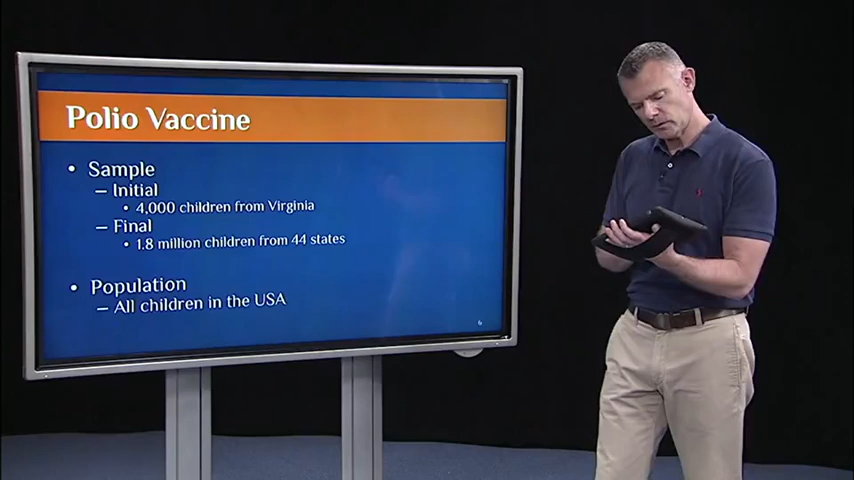 Polio Vaccine
• Sample
– Initial
• 4,000 children from Virginia
– Final
• 1.8 million children from 44 states
• Population
– All children in the USA
6